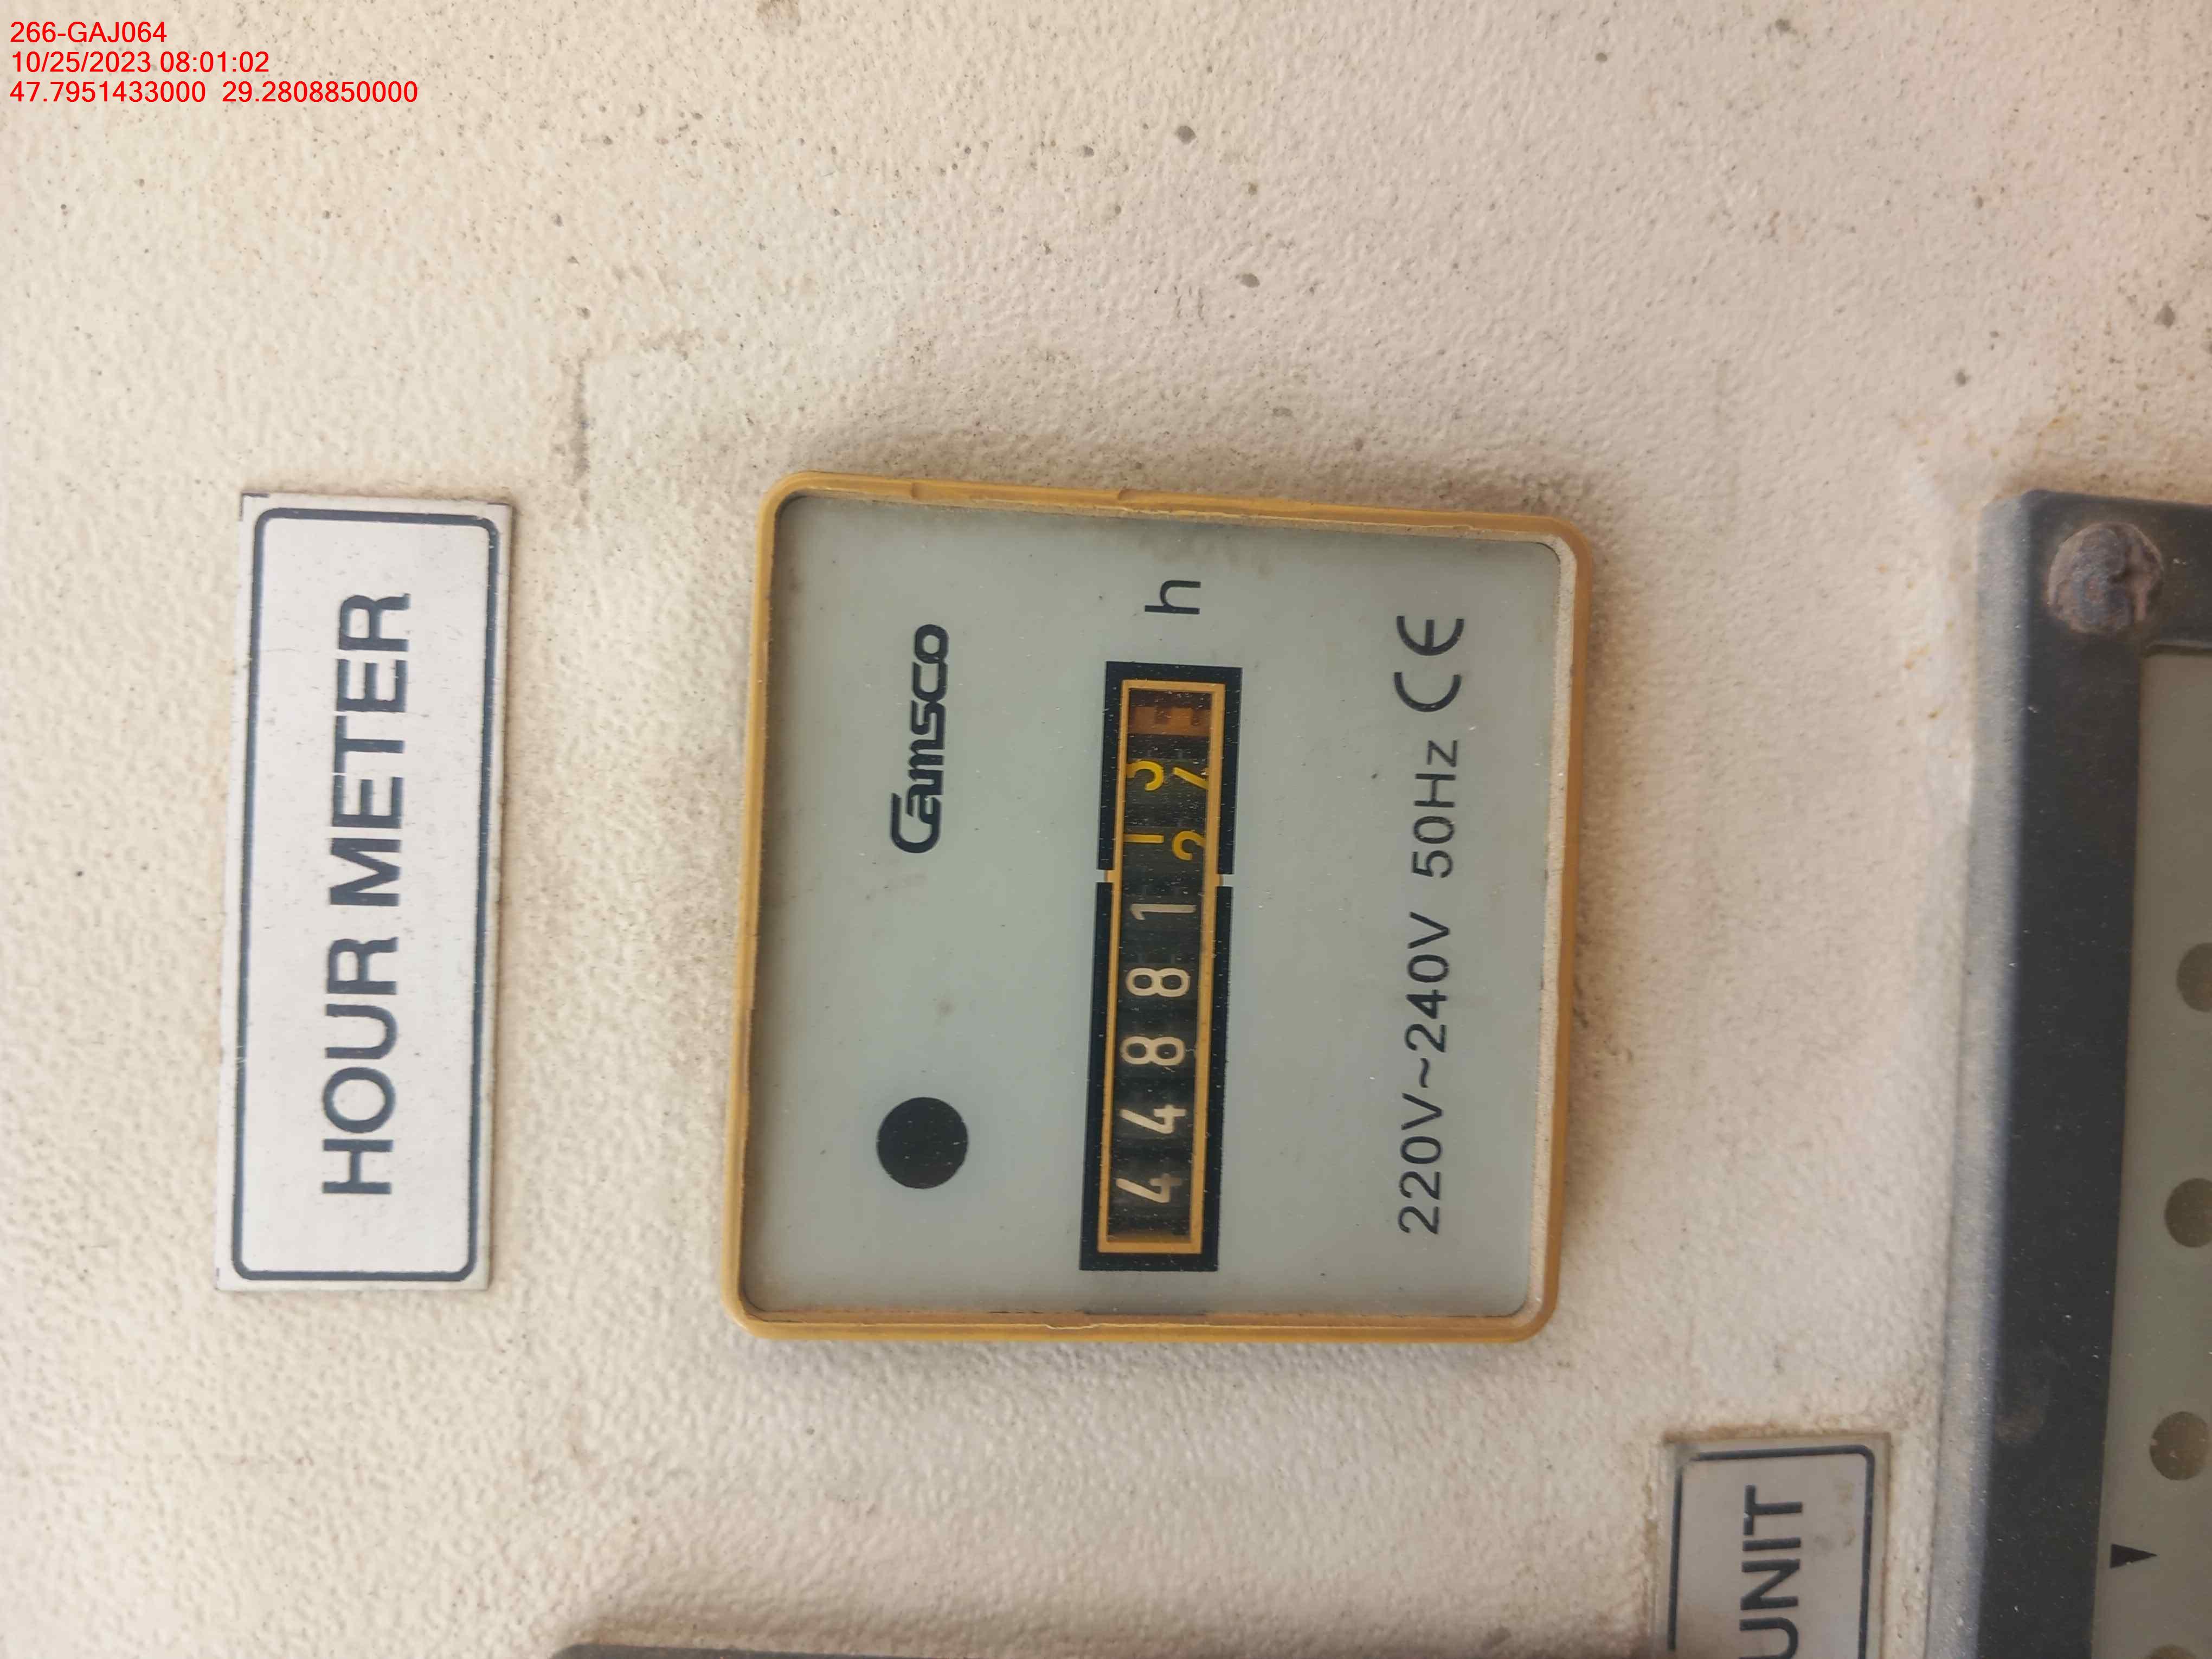 266-GAJ064
10/25/2023 08:01:02
47.7951433000 29.2808850000
HOUR METER
Camsco
44881
h
220V~240V 50Hz CE
UNIT